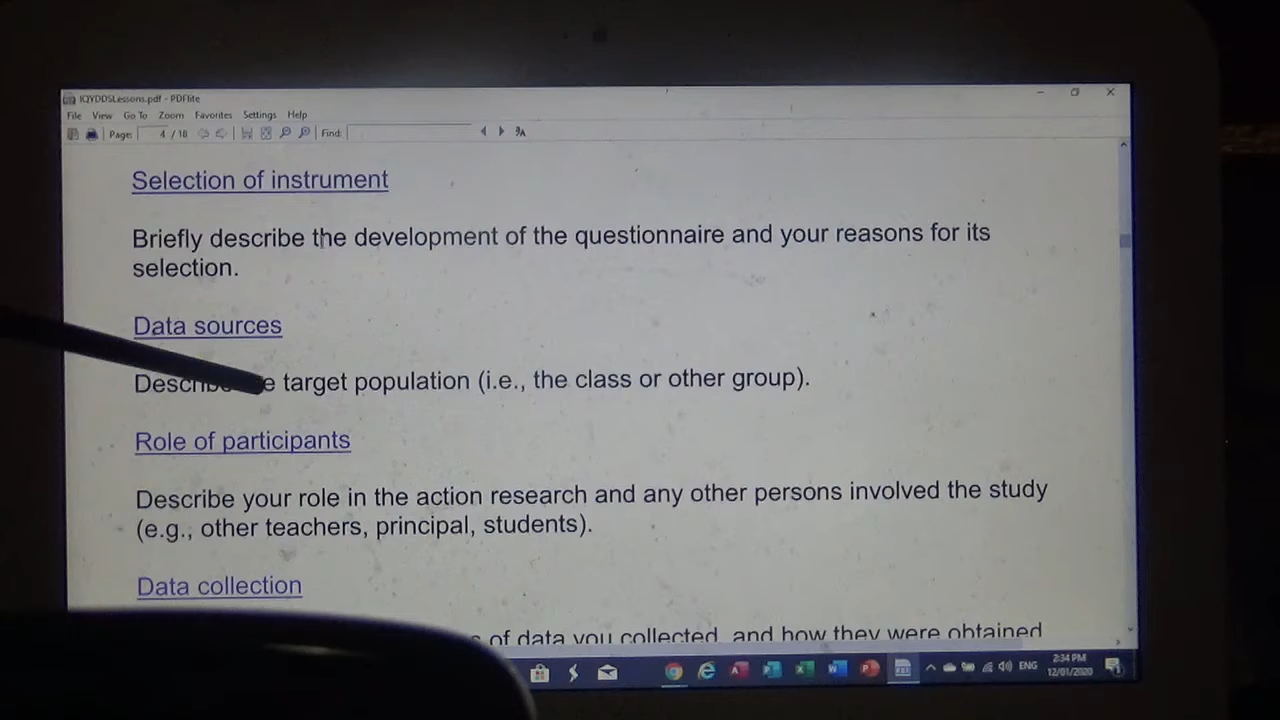 IQYDDSLessons.pdf - PDFlite
File View Go To Zoom Favorites Settings Help
Page: 4 / 18 Find:
Selection of instrument
Briefly describe the development of the questionnaire and your reasons for its
selection.
Data sources
target population (i.e., the class or other group).
Role of participants
Describe your role in the action research and any other persons involved the study
(e.g., other teachers, principal, students).
Data collection
of data you collected, and how they were obtained
ENG
2:34 PM
12/01/2020